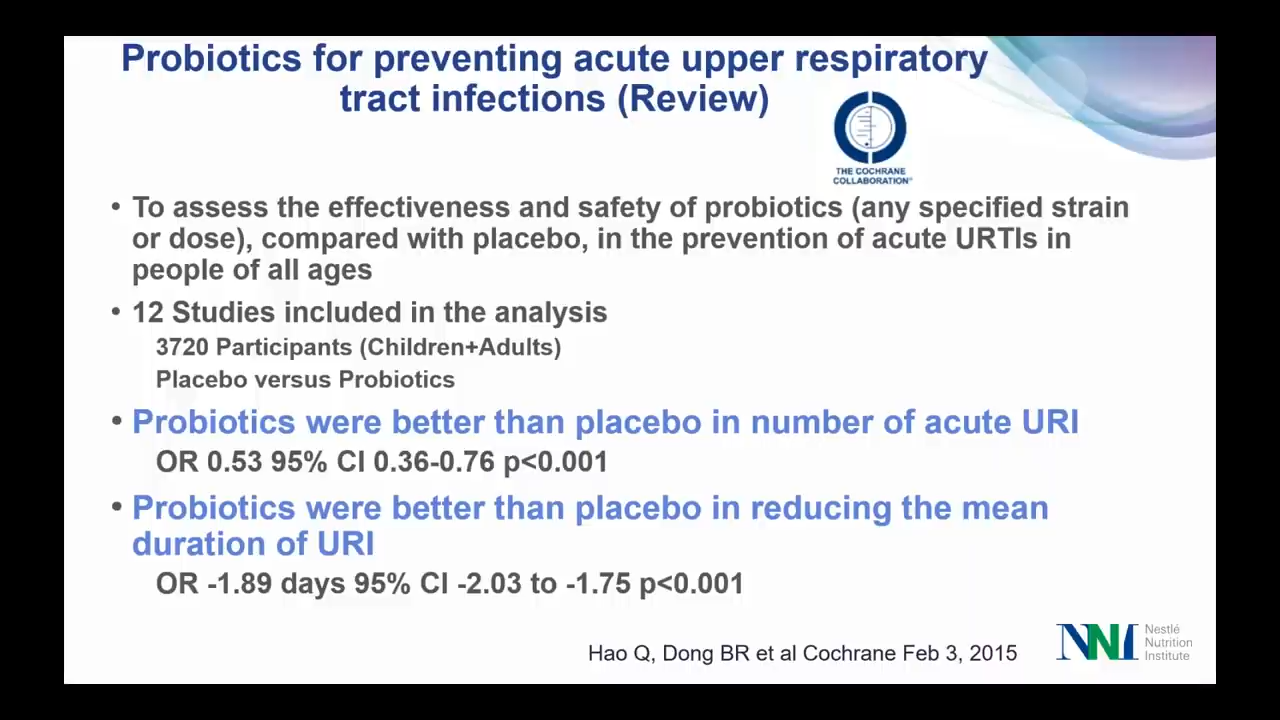 Probiotics for preventing acute upper respiratory
tract infections (Review)
THE COCHRANE
COLLABORATION®
• To assess the effectiveness and safety of probiotics (any specified strain
or dose), compared with placebo, in the prevention of acute URTIs in
people of all ages
• 12 Studies included in the analysis
3720 Participants (Children+Adults)
Placebo versus Probiotics
• Probiotics were better than placebo in number of acute URI
OR 0.53 95% CI 0.36-0.76 p<0.001
• Probiotics were better than placebo in reducing the mean
duration of URI
OR -1.89 days 95% CI -2.03 to -1.75 p<0.001
Hao Q, Dong BR et al Cochrane Feb 3, 2015
NNI
Nestlé
Nutrition
Institute